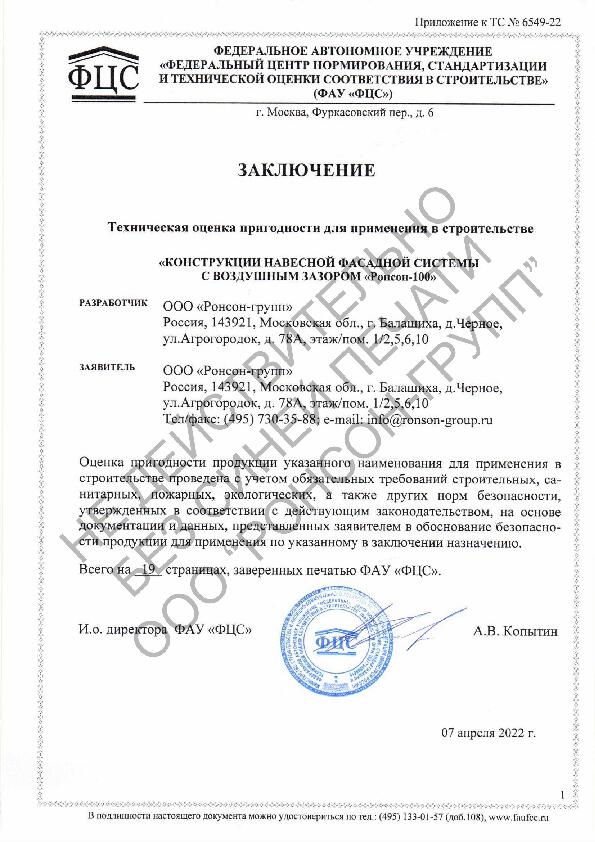 Приложение к ТС № 6549-22
ФЦС
ФЕДЕРАЛЬНОЕ АВТОНОМНОЕ УЧРЕЖДЕНИЕ
«ФЕДЕРАЛЬНЫЙ ЦЕНТР НОРМИРОВАНИЯ, СТАНДАРТИЗАЦИИ
И ТЕХНИЧЕСКОЙ ОЦЕНКИ СООТВЕТСТВИЯ В СТРОИТЕЛЬСТВЕ»
(ФАУ «ФЦС»)
г. Москва, Фуркасовский пер., д. 6
ЗАКЛЮЧЕНИЕ
Техническая оценка пригодности для применения в строительстве
«КОНСТРУКЦИИ НАВЕСНОЙ ФАСАДНОЙ СИСТЕМЫ
С ВОЗДУШНЫМ ЗАЗОРОМ «Ронсон-100»
РАЗРАБОТЧИК ООО «Ронсон-групп»
Россия, 143921, Московская обл., г. Балашиха, д.Чёрное,
ул.Агрогородок, д. 78А, этаж/пом. 1/2,5,6,10
ЗАЯВИТЕЛЬ ООО «Ронсон-групп»
Россия, 143921, Московская обл., г. Балашиха, д.Черное,
ул.Агрогородок, д. 78А, этаж/пом. 1/2,5,6,10
Тел/факс: (495) 730-35-88; e-mail: info@ronson-group.ru
Оценка пригодности продукции указанного наименования для применения в
строительстве проведена с учетом обязательных требований строительных, са-
нитарных, пожарных, экологических, а также других норм безопасности,
утвержденных в соответствии с действующим законодательством, на основе
документации и данных, представленных заявителем в обоснование безопасно-
сти продукции для применения по указанному в заключении назначению.
Всего на 19 страницах, заверенных печатью ФАУ «ФЦС».
И.о. директора ФАУ «ФЦС»
ФЦС
А.В. Копытин
07 апреля 2022 г.
1
В подлинности настоящего документа можно удостовериться по тел.: (495) 133-01-57 (доб.108), www.faufcc.ru
НЕ ДЕЙСТВИТЕЛЬНО
БЕЗ СИНЕЙ ПЕЧАТИ
ООО "РОНСОН-ГРУПП"